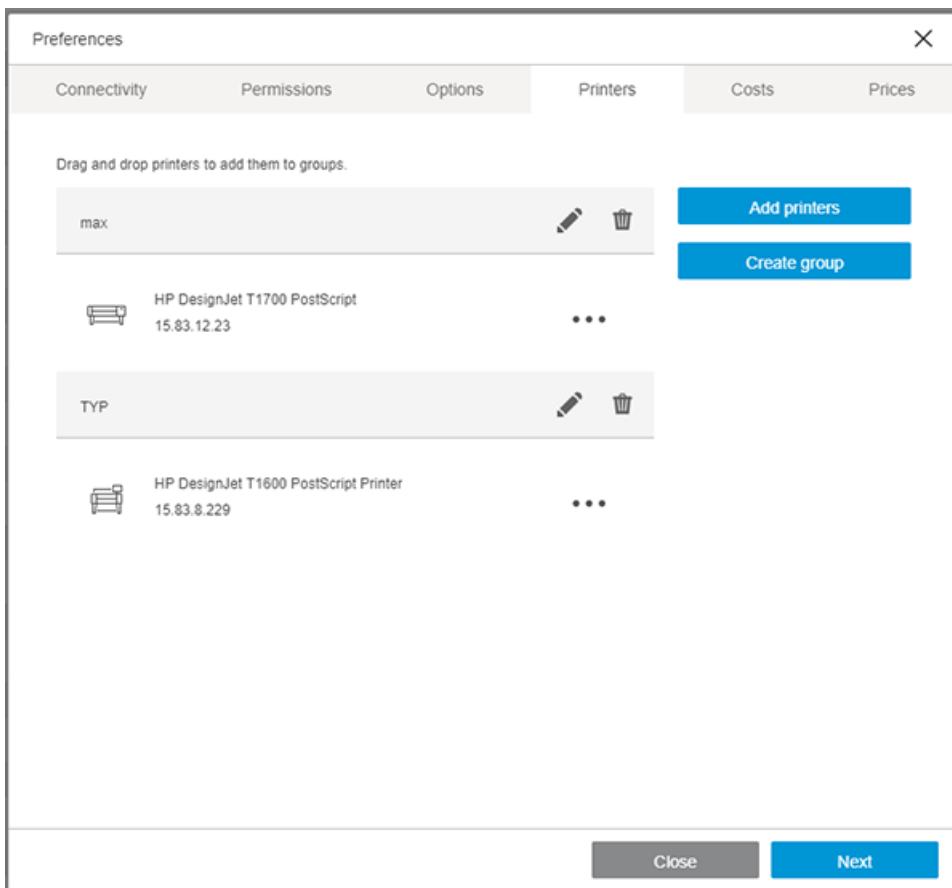 Preferences
Connectivity Permissions Options Printers Costs Prices
Drag and drop printers to add them to groups.
max
Add printers
Create group
HP DesignJet T1700 PostScript
15.83.12.23
TYP
HP DesignJet T1600 PostScript Printer
15.83.8.229
Close Next